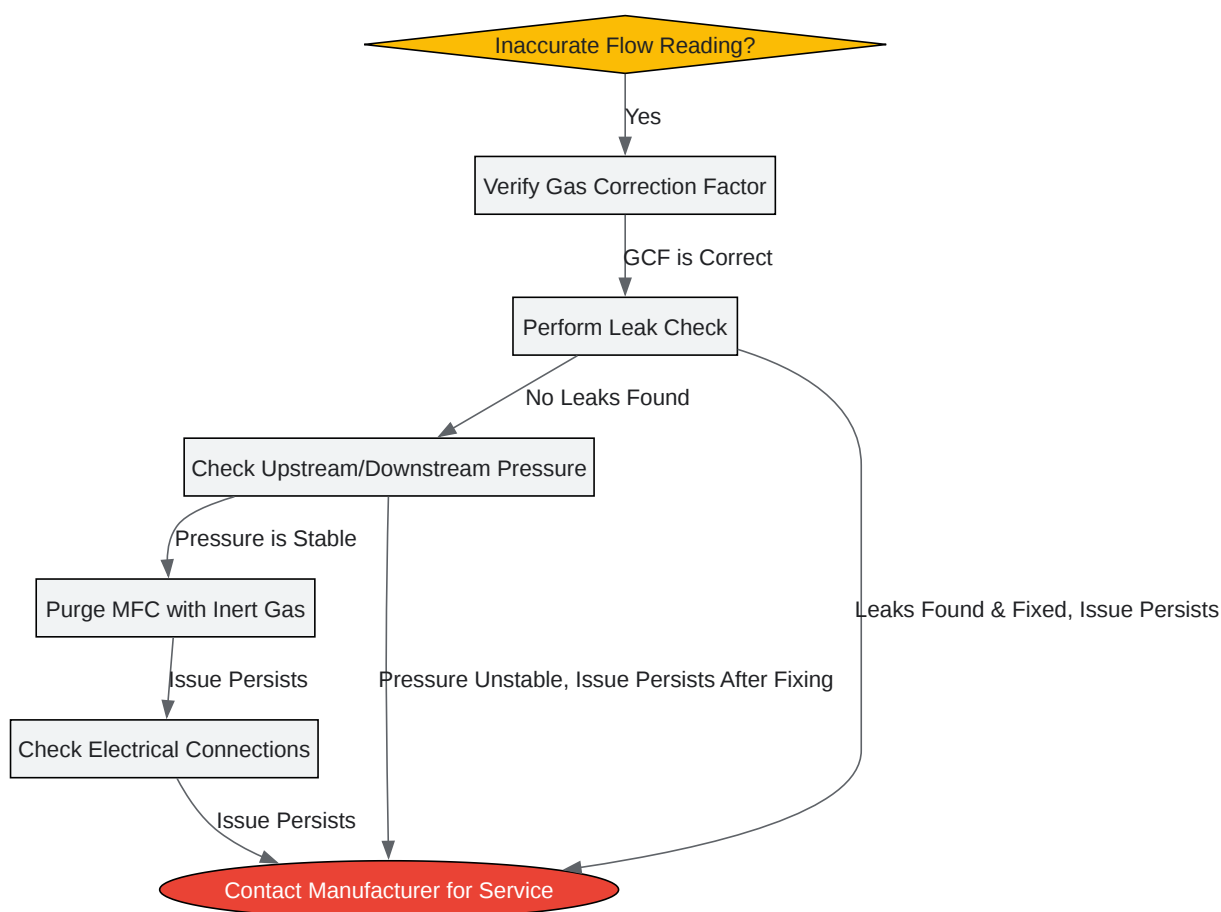 Inaccurate Flow Reading?
Yes
Verify Gas Correction Factor
GCF is Correct
Perform Leak Check
No Leaks Found
Check Upstream/Downstream Pressure
Pressure is Stable
Purge MFC with Inert Gas
Leaks Found & Fixed, Issue Persists
Issue Persists
Pressure Unstable, Issue Persists After Fixing
Check Electrical Connections
Issue Persists
Contact Manufacturer for Service